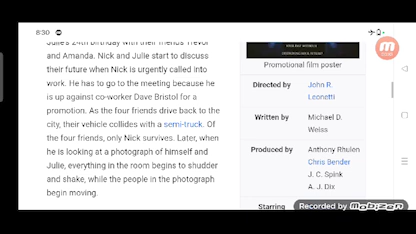 8:30
Julie's 24th birthday with their friends Trevor
and Amanda. Nick and Julie start to discuss
their future when Nick is urgently called into
work. He has to go to the meeting because he
is up against co-worker Dave Bristol for a
promotion. As the four friends drive back to the
city, their vehicle collides with a semi-truck. Of
the four friends, only Nick survives. Later, when
he is looking at a photograph of himself and
Julie, everything in the room begins to shudder
and shake, while the people in the photograph
begin moving.
Promotional film poster
Directed by John R.
Leonetti
Written by Michael D.
Weiss
Produced by Anthony Rhulen
Chris Bender
J. C. Spink
A. J. Dix
Starring
Recorded by Mobizen